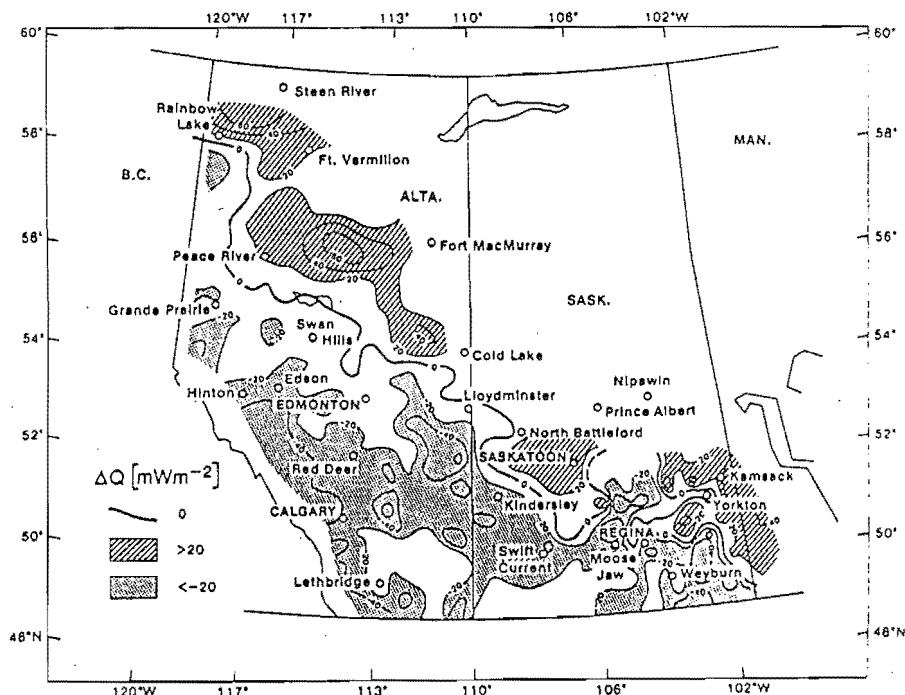 120°W 117° 113° 110° 106° 102°W
60° 60°
Steen River
Rainbow
Lake
58° 58°
Ft. Vermilion
MAN.
B.C.
ALTA.
56° 56°
Fort MacMurray
Peace River
SASK.
Grande Prairie
Swan
Hills
54° 54°
Cold Lake
Edson
Lloydminster
Nipawin
Hinton
EDMONTON
Prince Albert
North Battleford
52° 52°
SASKATOON
Red Deer
Kamsack
ΔQ [mWm⁻²]
Kindersley
Yorkton
0
CALGARY
50° 50°
REGINA
>20
Swift
Current
Moose
Jaw
<-20
Lethbridge
Weyburn
48°N 48°N
120°W 117° 113° 110° 106° 102°W